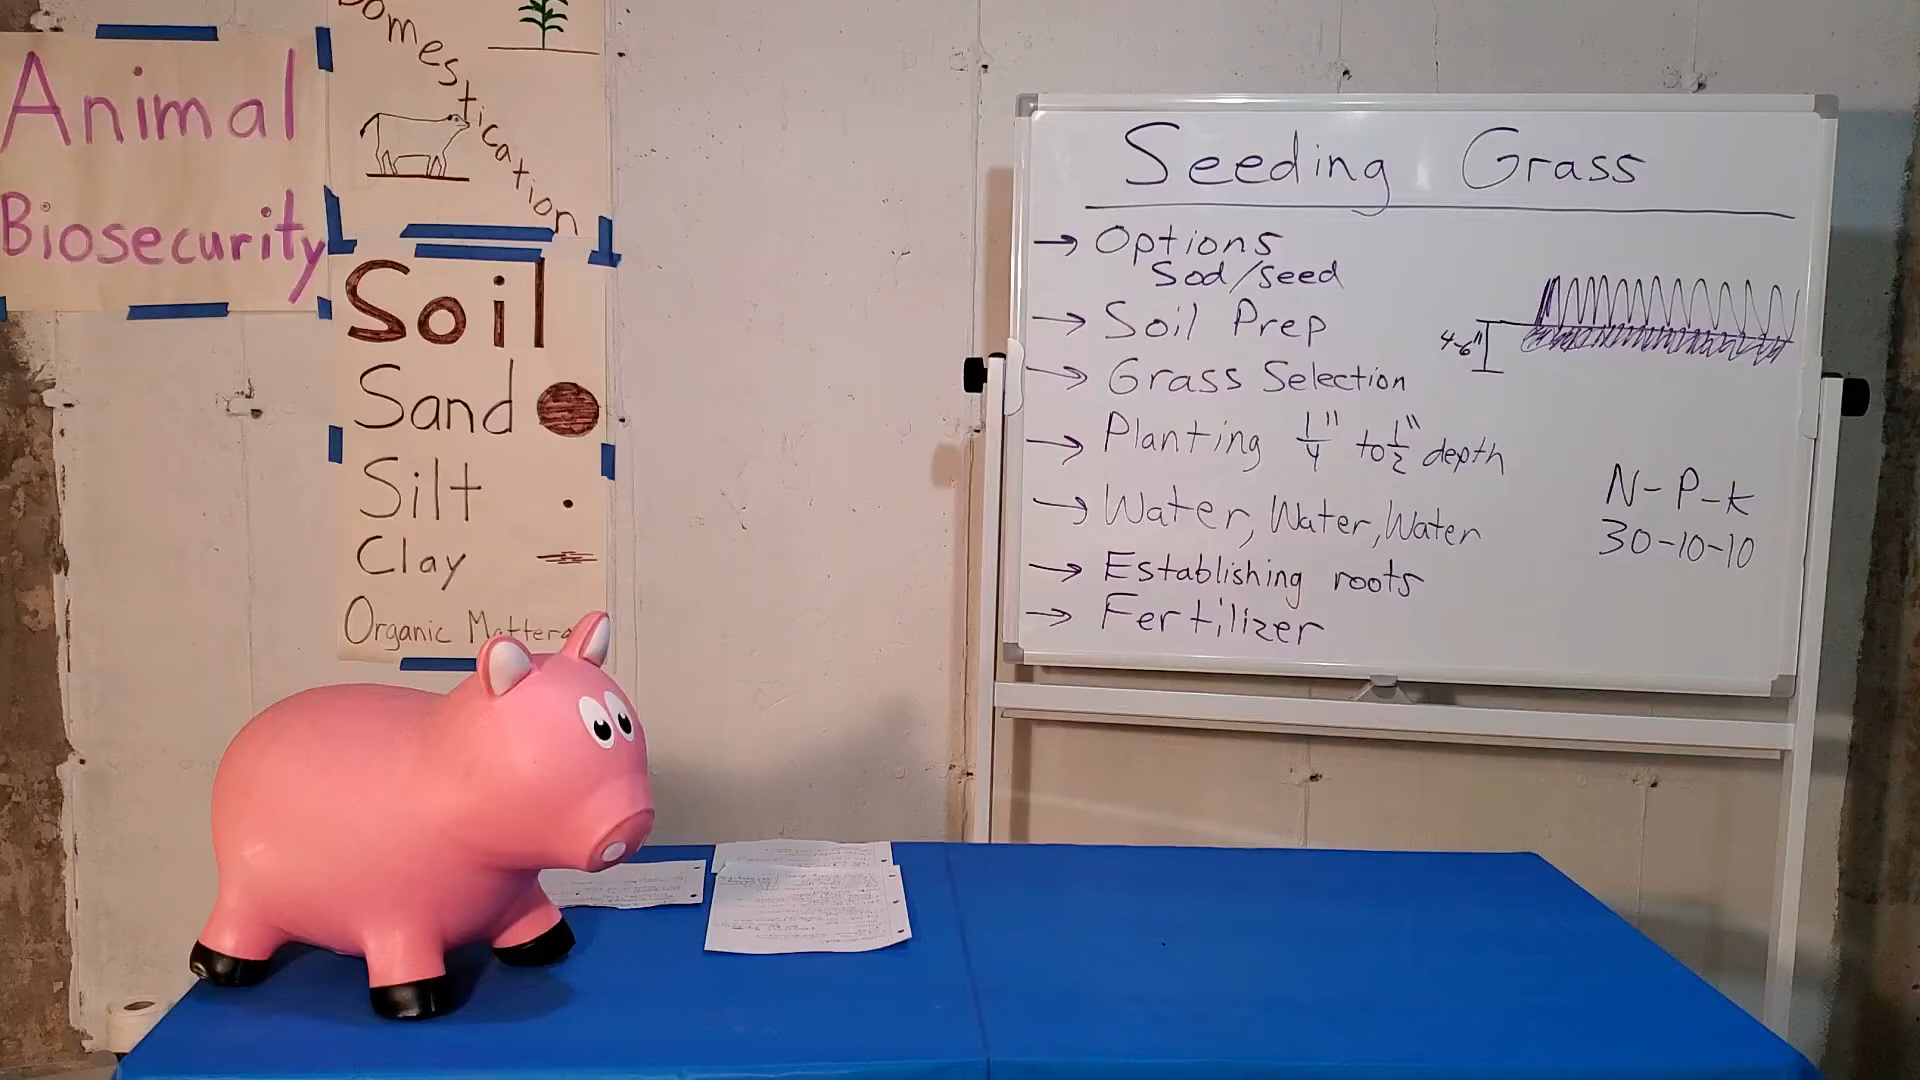 Animal
Biosecurity
Domestication
Soil
Sand
Silt
Clay
Organic Matter
Seeding Grass
→ Options
Sod/seed
→ Soil Prep
4-6"
→ Grass Selection
→ Planting 1/4" to 1/2" depth
→ Water, Water, Water
→ Establishing roots
→ Fertilizer
N-P-K
30-10-10